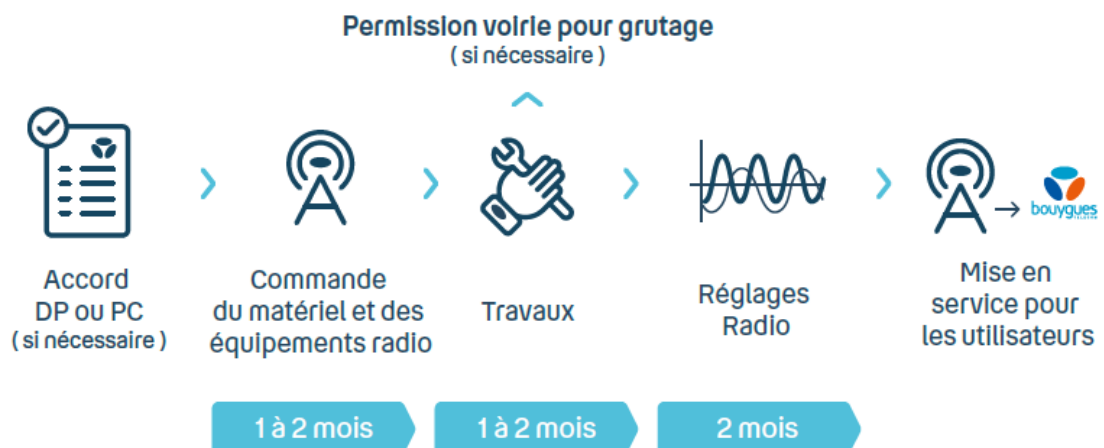 Permission voirie pour grutage
( si nécessaire )
Accord
DP ou PC
( si nécessaire )
Commande
du matériel et des
équipements radio
Travaux
Réglages
Radio
bouygues
TELECOM
Mise en
service pour
les utilisateurs
1 à 2 mois
1 à 2 mois
2 mois